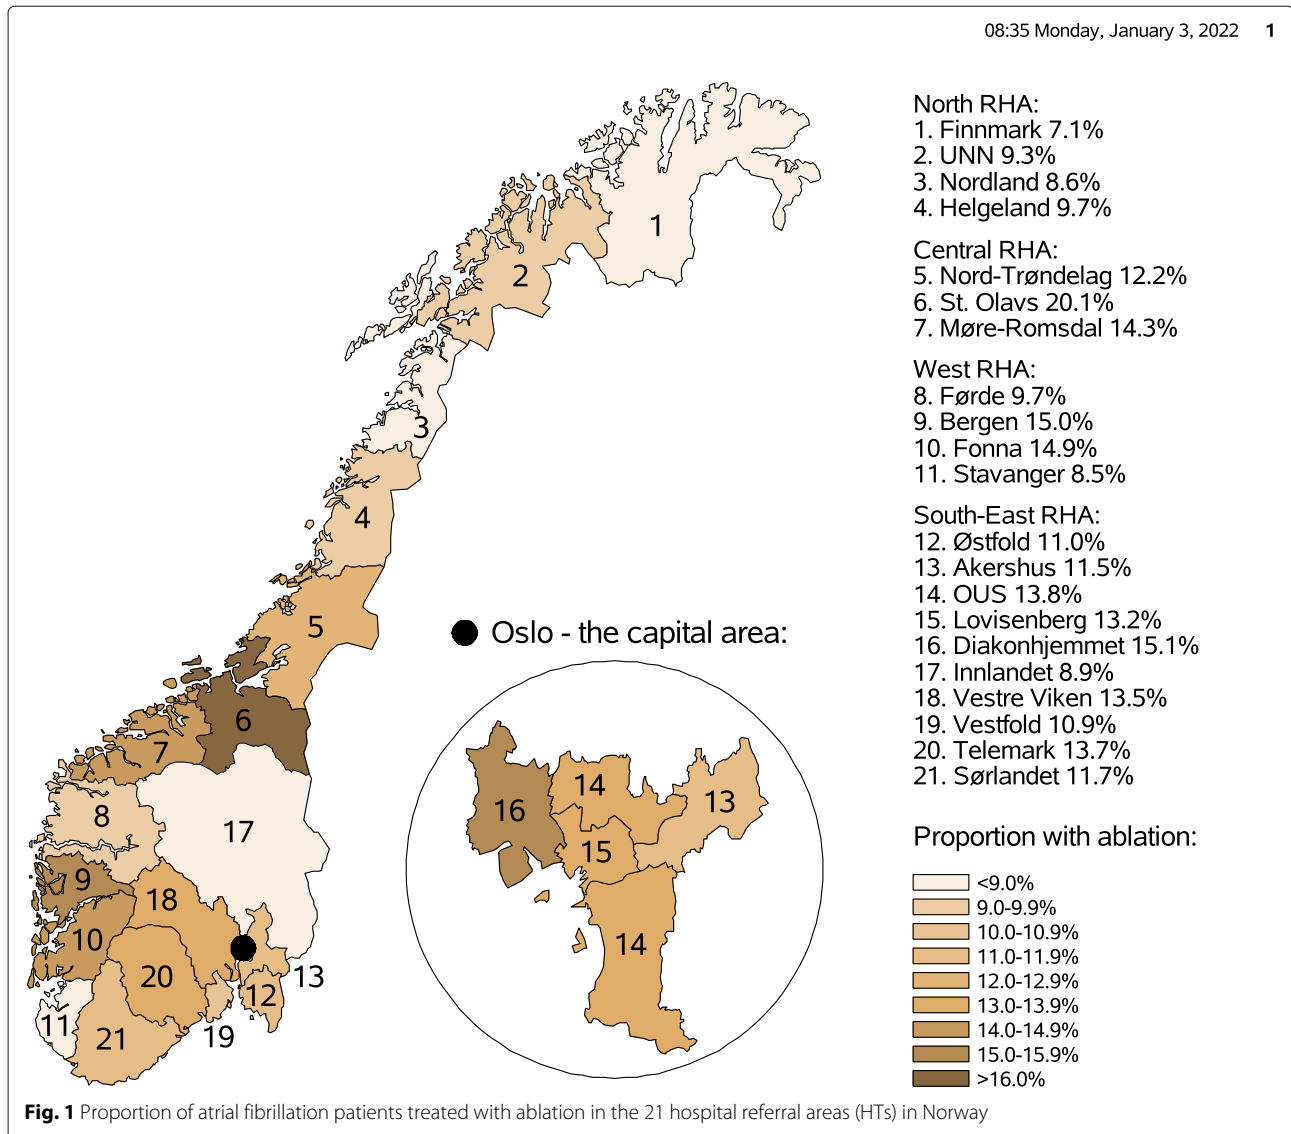 08:35 Monday, January 3, 2022 1
North RHA:
1. Finnmark 7.1%
2. UNN 9.3%
3. Nordland 8.6%
4. Helgeland 9.7%
Central RHA:
5. Nord-Trøndelag 12.2%
6. St. Olavs 20.1%
7. Møre-Romsdal 14.3%
West RHA:
8. Førde 9.7%
9. Bergen 15.0%
10. Fonna 14.9%
11. Stavanger 8.5%
South-East RHA:
12. Østfold 11.0%
13. Akershus 11.5%
14. OUS 13.8%
15. Lovisenberg 13.2%
16. Diakonhjemmet 15.1%
17. Innlandet 8.9%
18. Vestre Viken 13.5%
19. Vestfold 10.9%
20. Telemark 13.7%
21. Sørlandet 11.7%
Proportion with ablation:
<9.0%
9.0-9.9%
10.0-10.9%
11.0-11.9%
12.0-12.9%
13.0-13.9%
14.0-14.9%
15.0-15.9%
>16.0%
1
2
3
4
5
6
7
8
17
9
18
10
20
13
12
11
21
19
Oslo - the capital area:
14
13
16
15
14
Fig. 1 Proportion of atrial fibrillation patients treated with ablation in the 21 hospital referral areas (HTs) in Norway